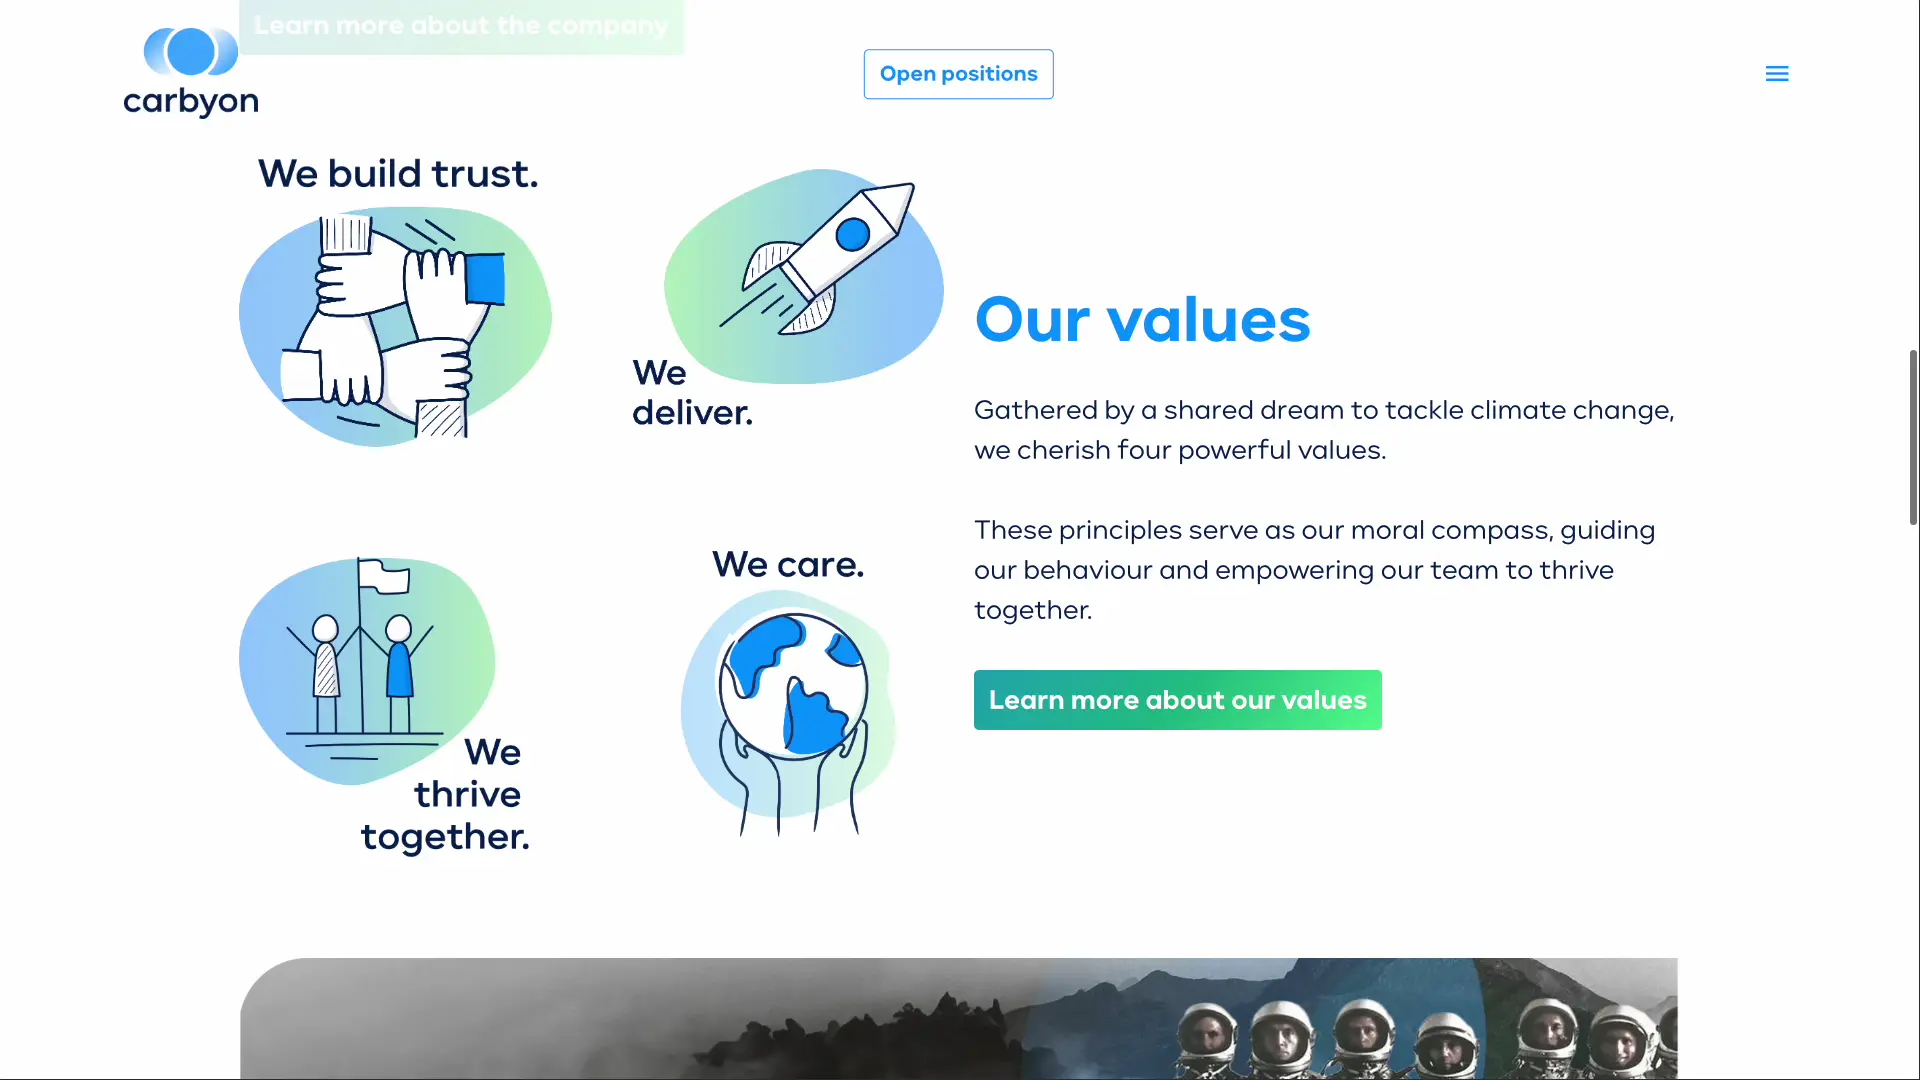 Learn more about the company
carbyon
Open positions
We build trust.
We
deliver.
We
thrive
together.
We care.
Our values
Gathered by a shared dream to tackle climate change,
we cherish four powerful values.
These principles serve as our moral compass, guiding
our behaviour and empowering our team to thrive
together.
Learn more about our values